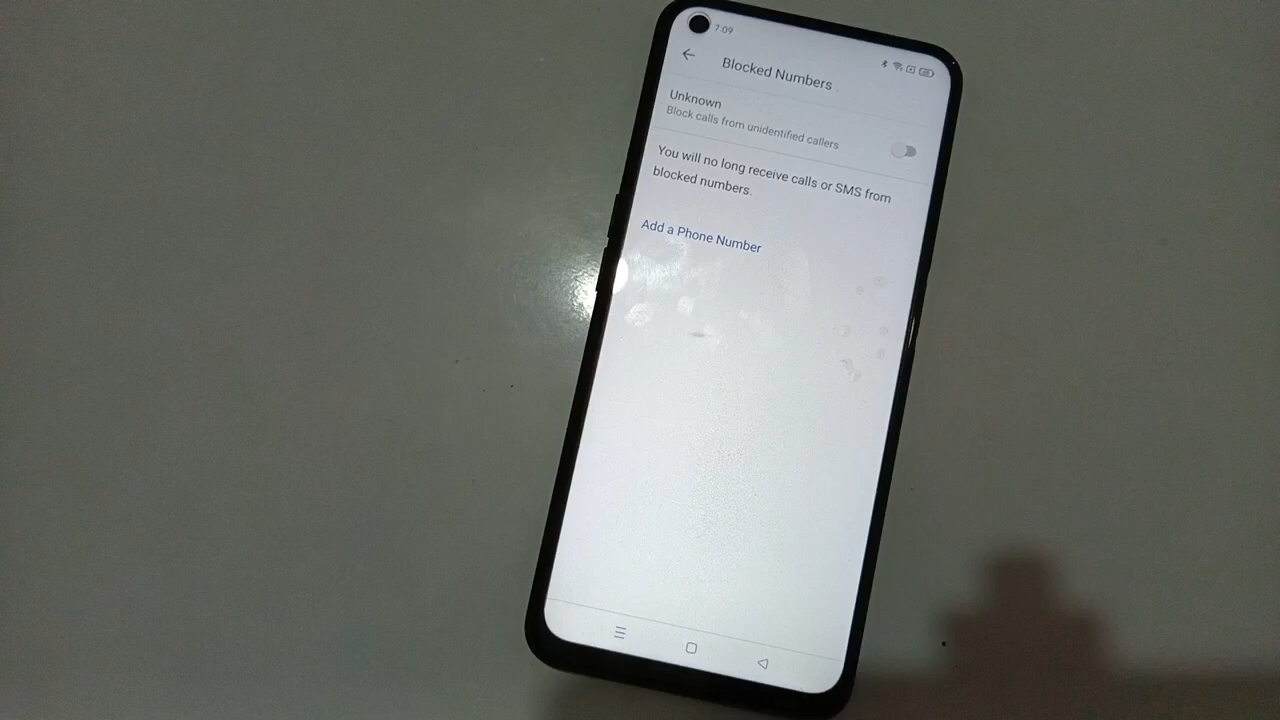 7:09
Blocked Numbers
Unknown
Block calls from unidentified callers
You will no long receive calls or SMS from
blocked numbers.
Add a Phone Number